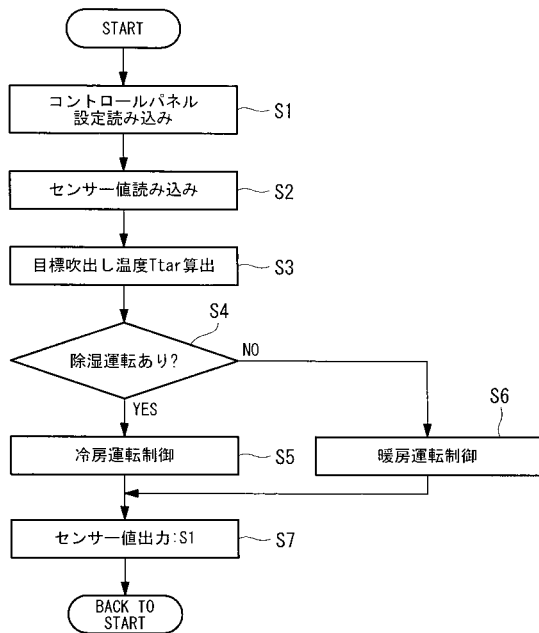 START
コントロールパネル
設定読み込み
S1
センサー値読み込み
S2
目標吹出し温度Ttar算出
S3
S4
除湿運転あり?
NO
YES
S6
冷房運転制御
S5
暖房運転制御
センサー値出力:S1
S7
BACK TO
START